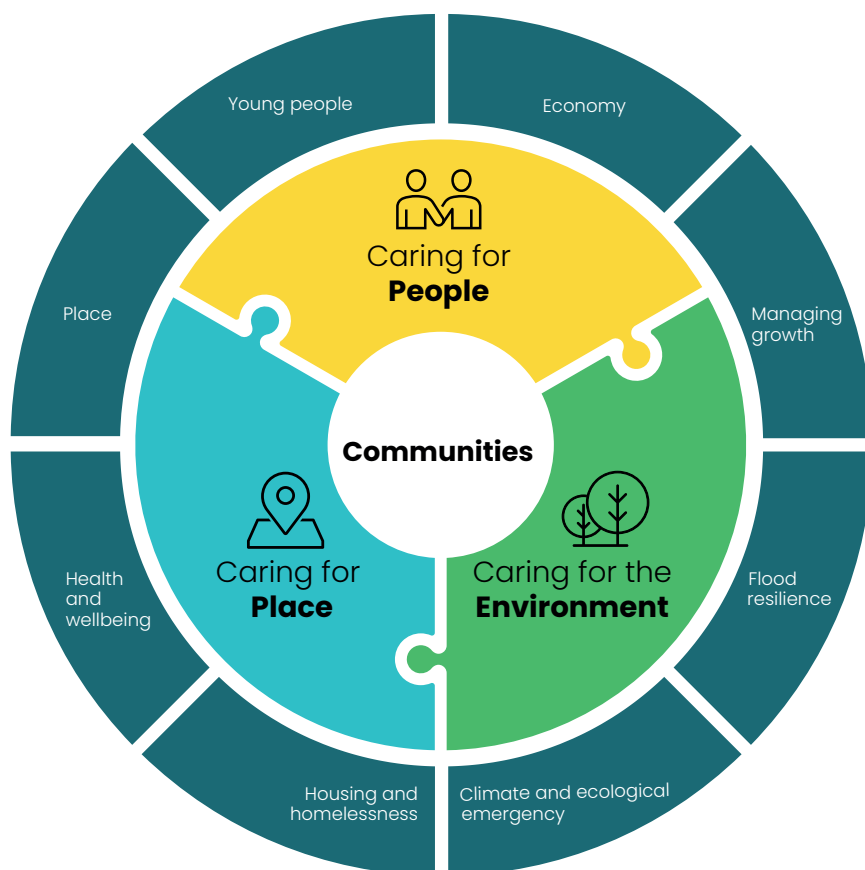 Young people
Economy
Caring for
People
Place
Managing
growth
Communities
Caring for
Place
Caring for the
Environment
Health
and
wellbeing
Flood
resilience
Housing and
homelessness
Climate and ecological
emergency